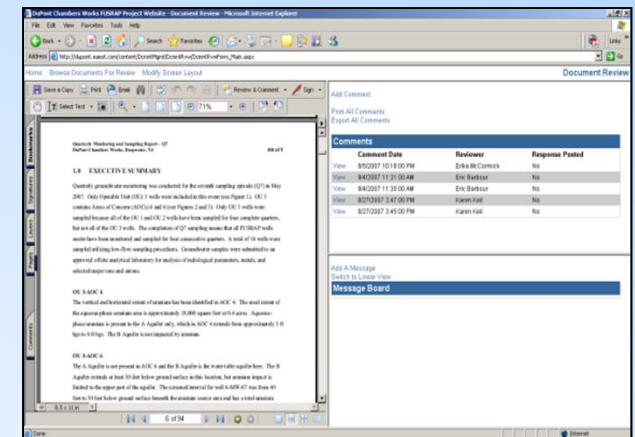 DuPont Chambers Works FUSRAP Project Website - Document Review - Microsoft Internet Explorer
File Edit View Favorites Tools Help
Back Search Favorites Links
Address http://dupont.eaest.com/content/
Go
Home Browse Documents For Review Modify Screen Layout Document Review
Save a Copy Print Email Review & Comment Sign
Select Text 71%
Bookmarks
Signatures
Layers
Pages
Comments
Quarterly Monitoring and Sampling Report - Q7
DuPont Chambers Works, Deepwater, NJ DRAFT
1.0 EXECUTIVE SUMMARY
Quarterly groundwater monitoring was conducted for the seventh sampling episode (Q7) in May
2007. Only Operable Unit (OU) 3 wells were included in this event (see Figure 1). OU 3
contains Areas of Concern (AOCs) 4 and 6 (see Figures 2 and 3). Only OU 3 wells were
sampled because all of the OU 1 and OU 2 wells have been sampled for four complete quarters,
but not all of the OU 3 wells. The completion of Q7 sampling means that all FUSRAP wells
onsite have been monitored and sampled for four consecutive quarters. A total of 18 wells were
sampled utilizing low-flow sampling procedures. Groundwater samples were submitted to an
approved offsite analytical laboratory for analysis of radiological parameters, metals, and
selected major ions and anions.
OU 3-AOC 4
The vertical and horizontal extent of uranium has been identified in AOC 4. The areal extent of
the aqueous-phase uranium area is approximately 18,000 square feet or 0.4 acres. Aqueous-
phase uranium is present in the A Aquifer only, which in AOC 4 extends from approximately 3 ft
bgs to 8 ft bgs. The B Aquifer is not impacted by uranium.
OU 3-AOC 6
The A Aquifer is not present in AOC 6 and the B Aquifer is the water table aquifer here. The B
Aquifer extends at least 50 feet below ground surface in this location, but uranium impact is
limited to the upper part of the aquifer. The screened interval for well 6-MW-07 was from 40
feet to 50 feet below ground surface beneath the uranium source area and has a total uranium
8.5 x 11 in
6 of 94
Add Comment
Print All Comments
Export All Comments
Comments
Comment Date Reviewer Response Posted
View 9/5/2007 10:18:00 PM Erika McCormick No
View 9/4/2007 11:31:00 AM Eric Barbour No
View 9/4/2007 11:30:00 AM Eric Barbour No
View 8/27/2007 3:47:00 PM Karen Keil No
View 8/27/2007 3:45:00 PM Karen Keil No
Add A Message
Switch to Linear View
Message Board
Done Internet